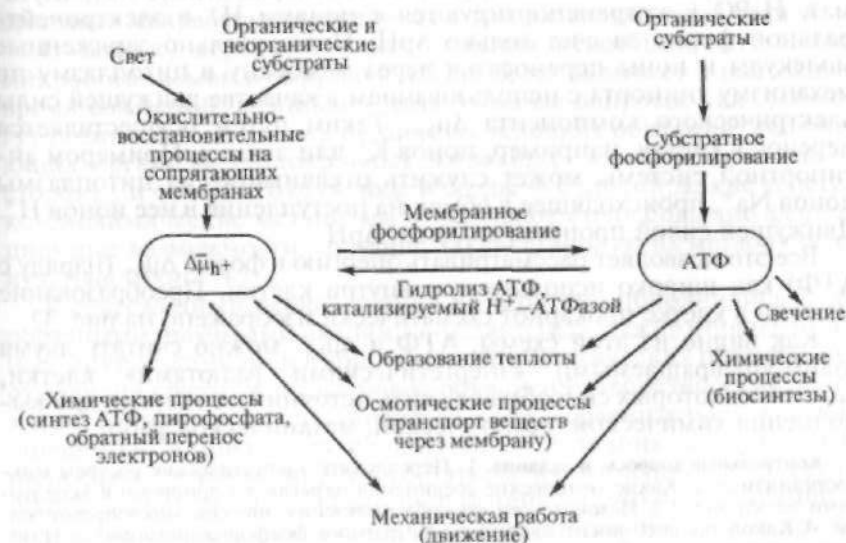 Свет
Органические и
неорганические
субстраты
Органические
субстраты
Окислительно-
восстановительные
процессы на
сопрягающих
мембранах
Субстратное
фосфорилирование
Мембранное
фосфорилирование
Δμ̄h⁺
АТФ
Гидролиз АТФ,
катализируемый Н⁺–АТФазой
Свечение
Образование теплоты
Химические
процессы
(биосинтезы)
Химические процессы
(синтез АТФ, пирофосфата,
обратный перенос
электронов)
Осмотические процессы
(транспорт веществ
через мембрану)
Механическая работа
(движение)